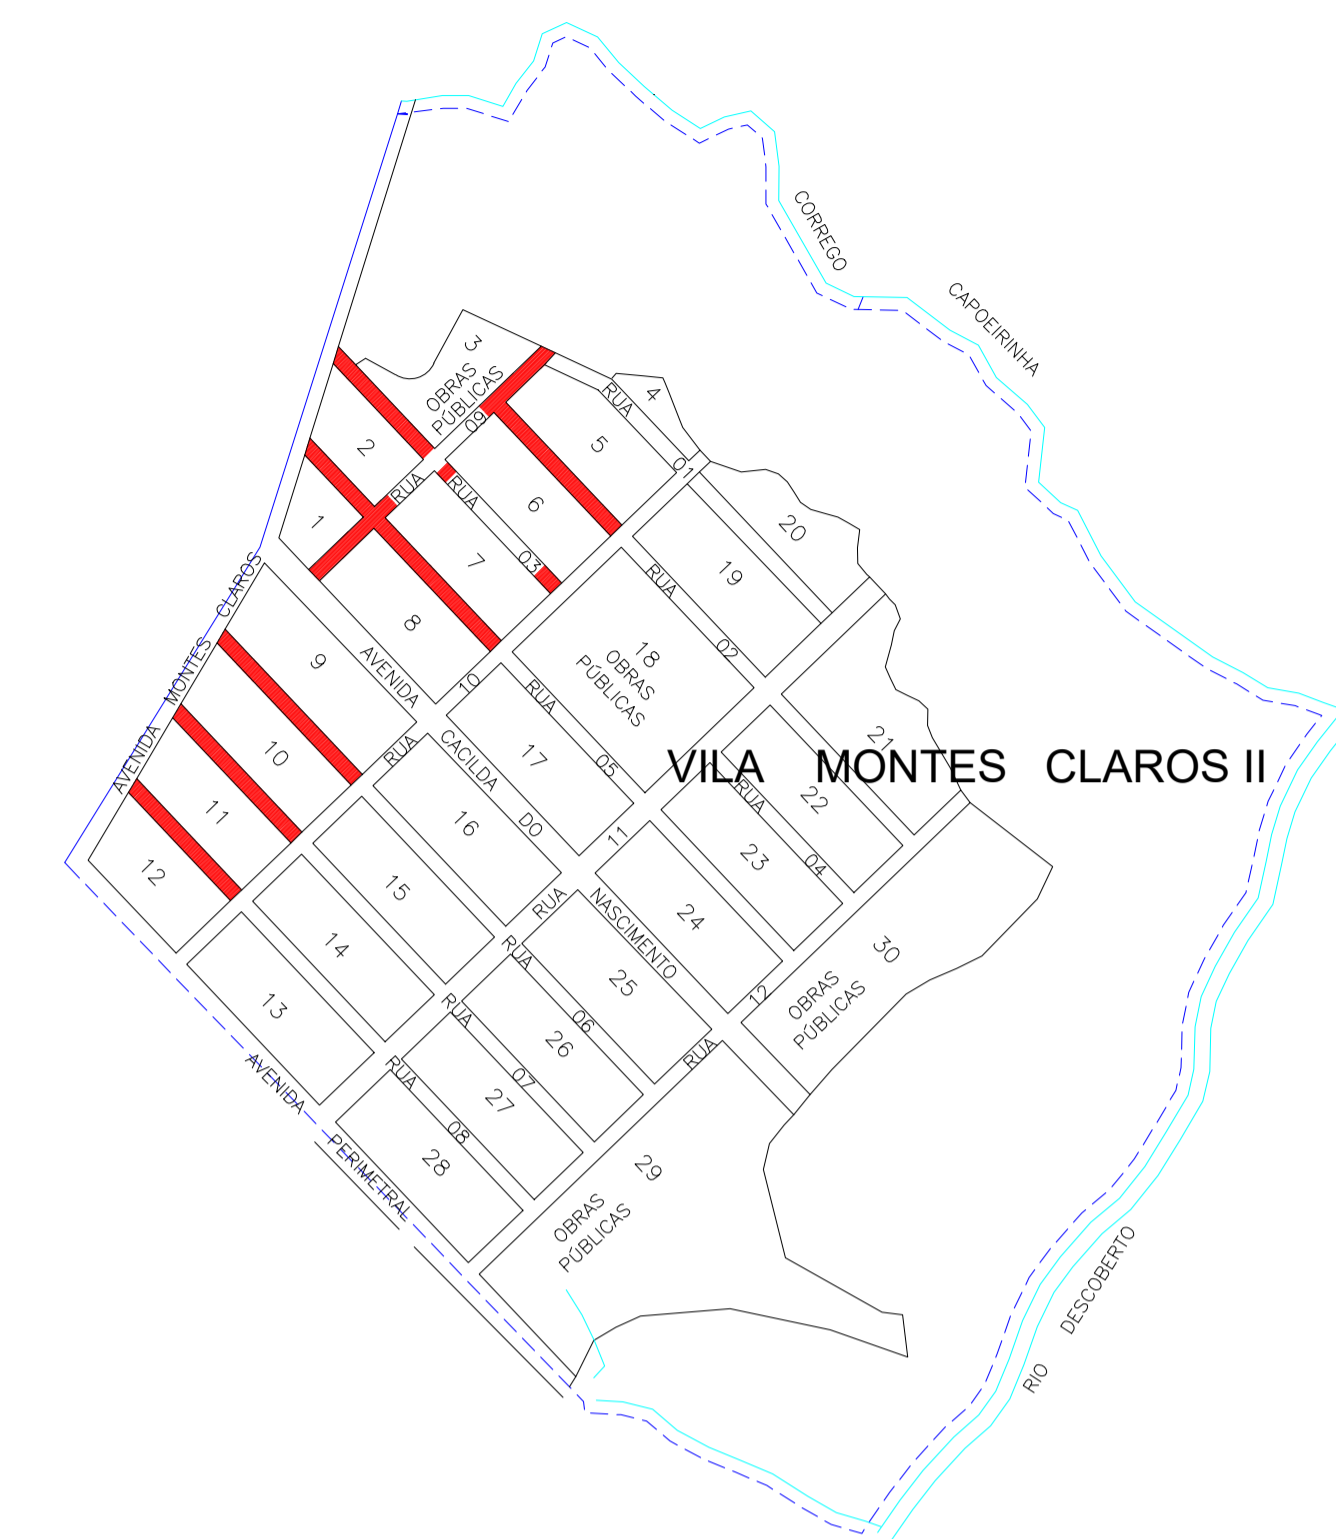 CORREGO
CAPOEIRINHA
3
OBRAS
PÚBLICAS
RUA
4
09
5
2
01
RUA
RUA
6
20
1
7
03
19
CLAROS
RUA
8
18
02
OBRAS
PÚBLICAS
MONTES
9
AVENIDA
10
RUA
AVENIDA
10
RUA
17
21
CACILDA
05
VILA MONTES CLAROS II
11
RUA
22
DO
16
11
12
23
04
15
RUA
NASCIMENTO
24
14
RUA
30
25
OBRAS
PÚBLICAS
12
13
RUA
06
26
RUA
AVENIDA
RUA
07
27
08
28
PERIMETRAL
29
OBRAS
PÚBLICAS
RIO DESCOBERTO